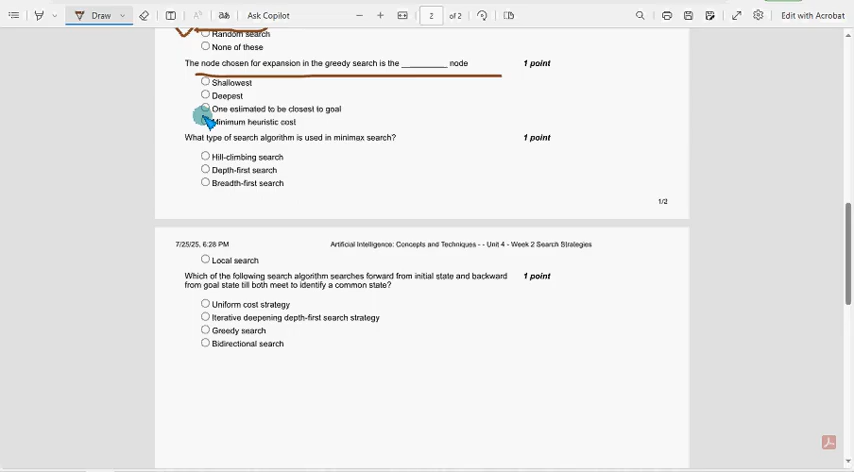 Draw
Ask Copilot
2 of 2
Edit with Acrobat
Random search
None of these
The node chosen for expansion in the greedy search is the __________ node 1 point
Shallowest
Deepest
One estimated to be closest to goal
Minimum heuristic cost
What type of search algorithm is used in minimax search? 1 point
Hill-climbing search
Depth-first search
Breadth-first search
1/2
7/25/25, 6:28 PM Artificial Intelligence: Concepts and Techniques - - Unit 4 - Week 2 Search Strategies
Local search
Which of the following search algorithm searches forward from initial state and backward 1 point
from goal state till both meet to identify a common state?
Uniform cost strategy
Iterative deepening depth-first search strategy
Greedy search
Bidirectional search